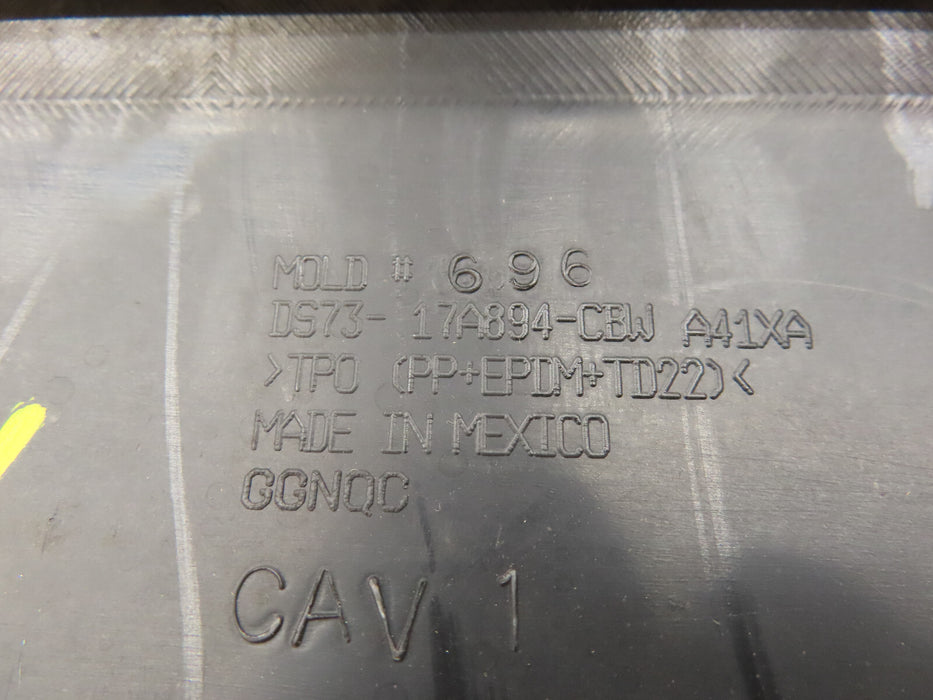 MOLD # 696
DS73- 17A894-CBW A41XA
>TPO (PP+EPDM+TD22)<
MADE IN MEXICO
GGNQC
CAV 1